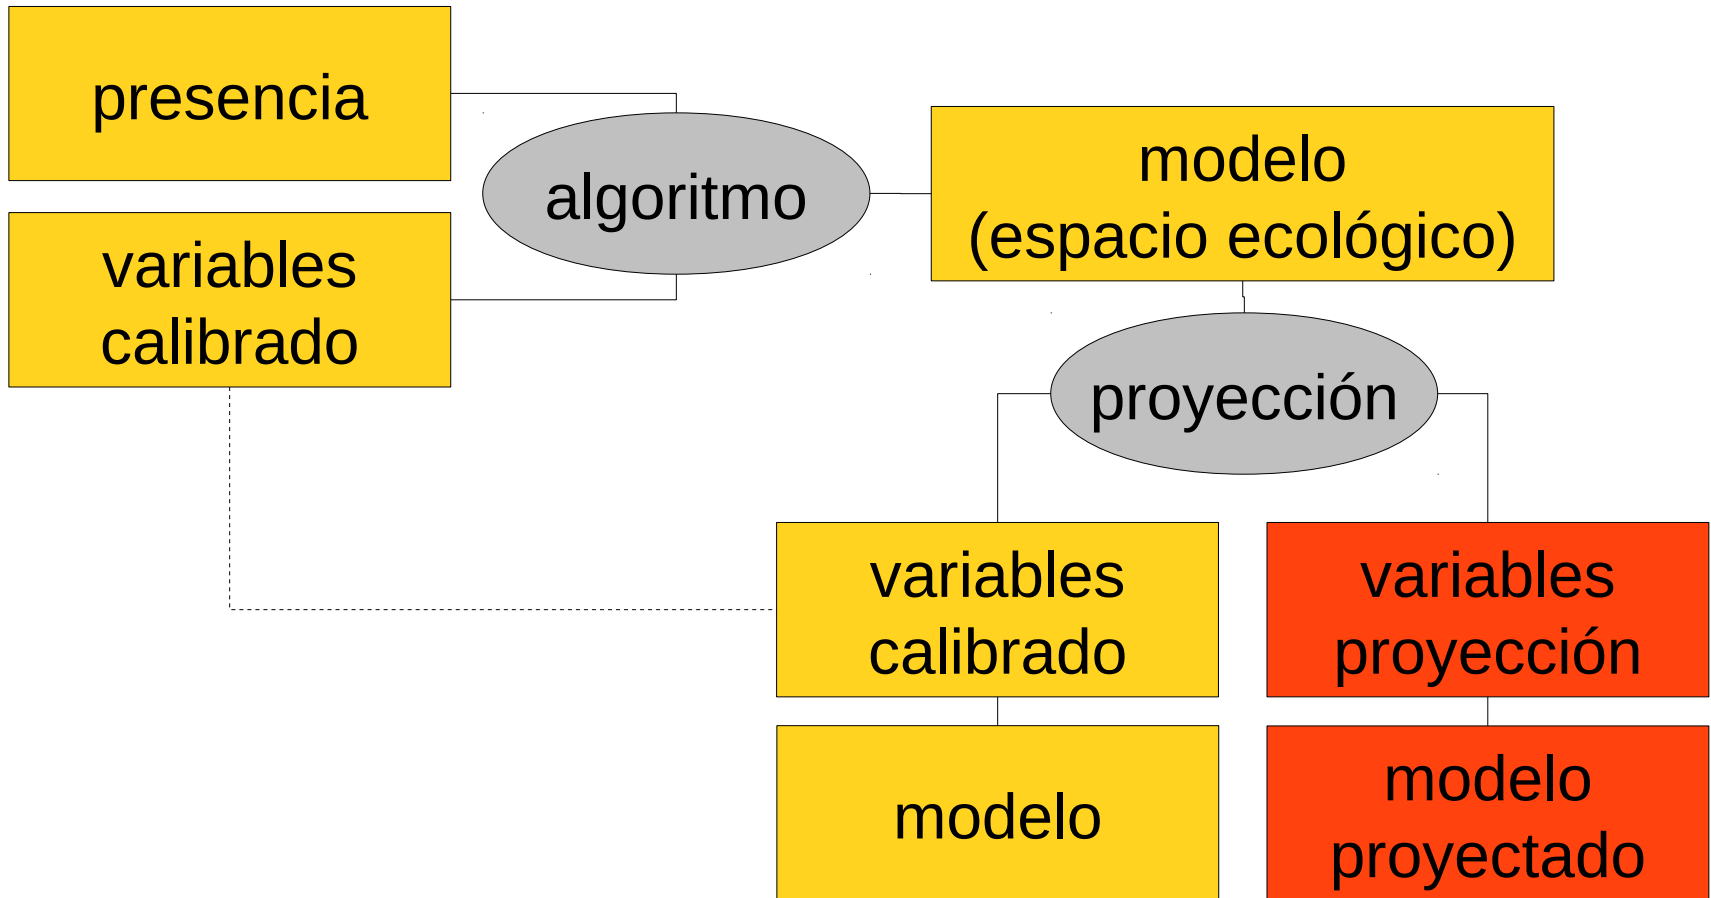 presencia
variables
calibrado
algoritmo
modelo
(espacio ecológico)
proyección
variables
calibrado
modelo
variables
proyección
modelo
proyectado